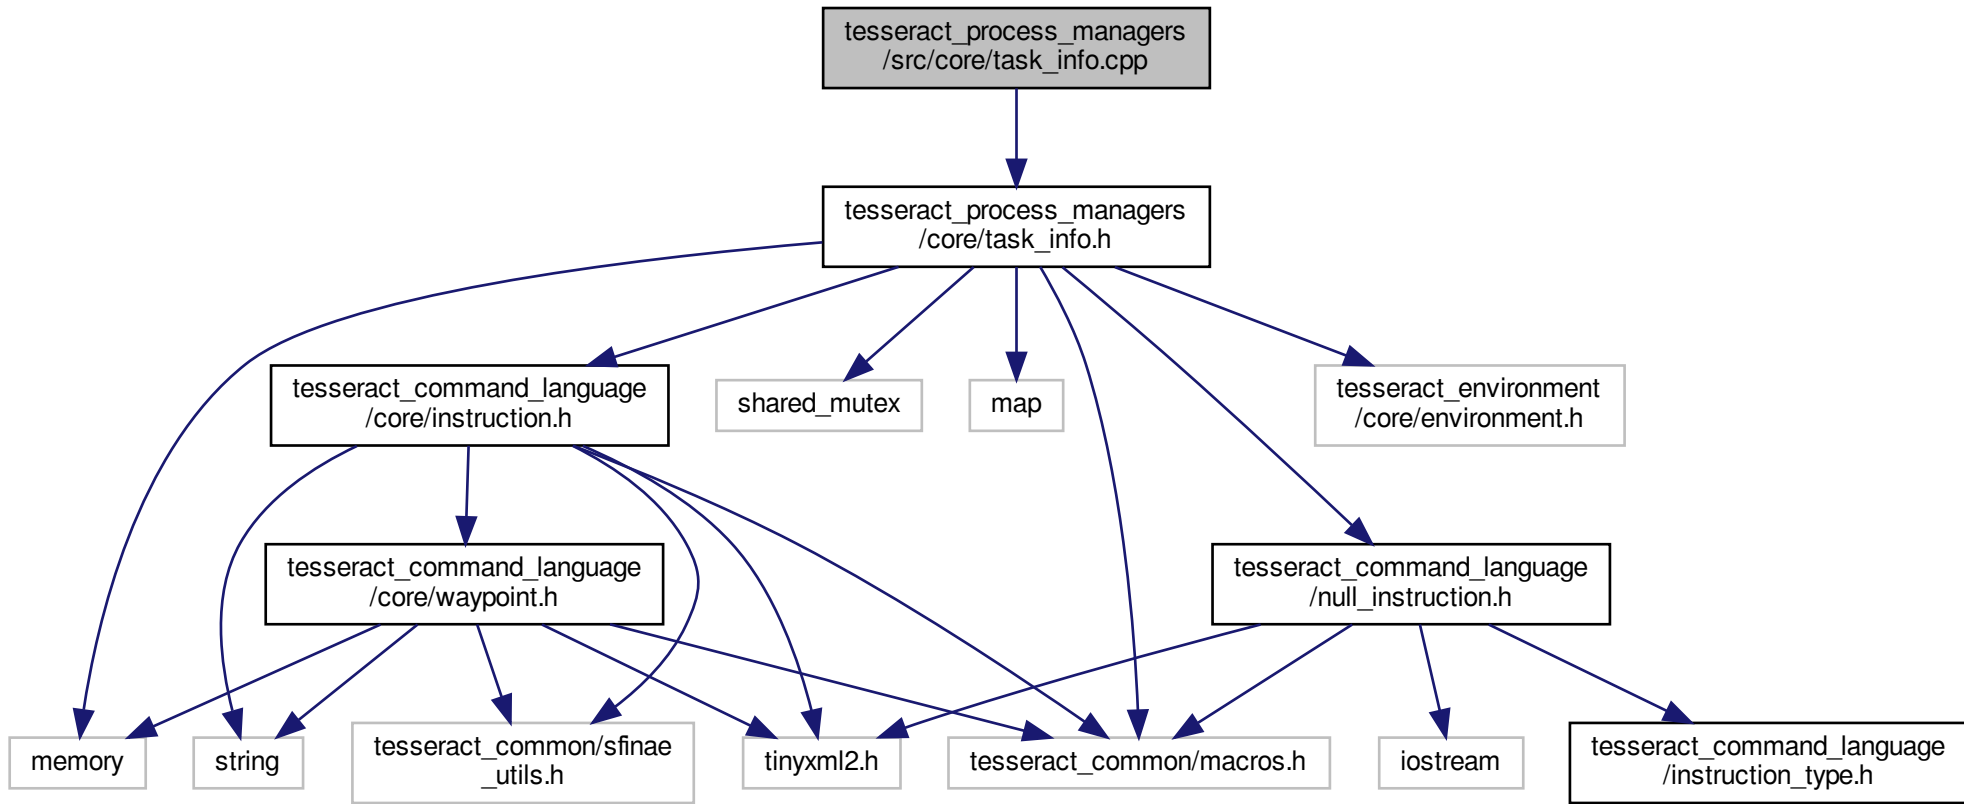 tesseract_process_managers
/src/core/task_info.cpp
tesseract_process_managers
/core/task_info.h
tesseract_command_language
/core/instruction.h
shared_mutex
map
tesseract_environment
/core/environment.h
tesseract_command_language
/core/waypoint.h
tesseract_command_language
/null_instruction.h
memory
string
tesseract_common/sfinae
_utils.h
tinyxml2.h
tesseract_common/macros.h
iostream
tesseract_command_language
/instruction_type.h